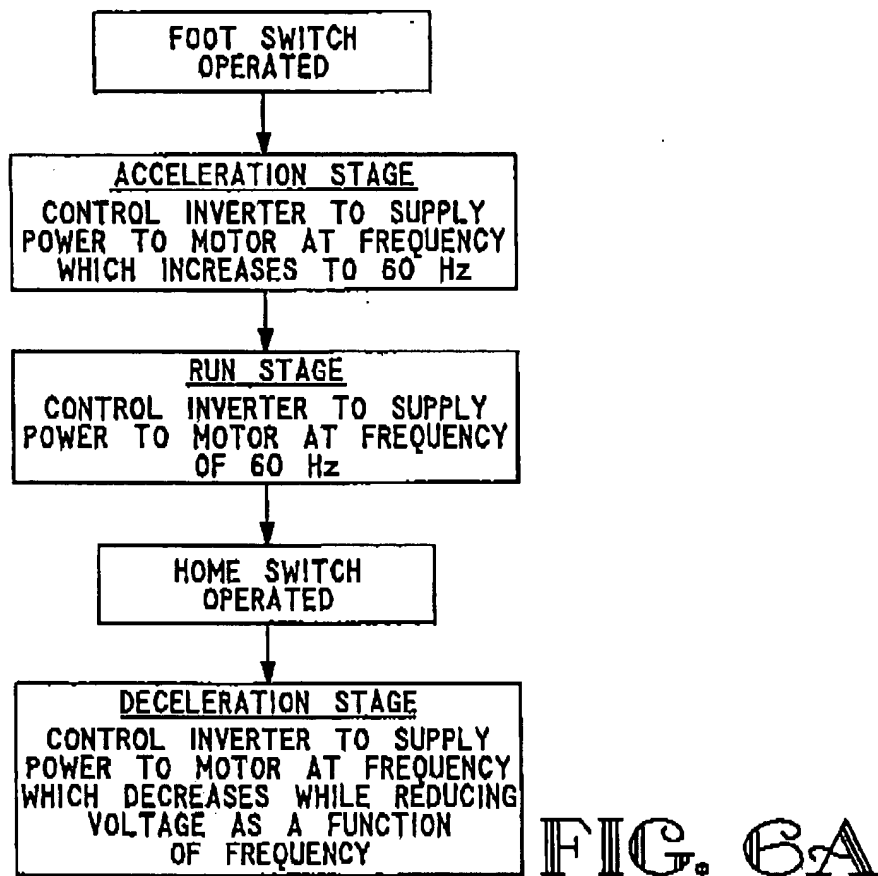 FOOT SWITCH
OPERATED
ACCELERATION STAGE
CONTROL INVERTER TO SUPPLY
POWER TO MOTOR AT FREQUENCY
WHICH INCREASES TO 60 Hz
RUN STAGE
CONTROL INVERTER TO SUPPLY
POWER TO MOTOR AT FREQUENCY
OF 60 Hz
HOME SWITCH
OPERATED
DECELERATION STAGE
CONTROL INVERTER TO SUPPLY
POWER TO MOTOR AT FREQUENCY
WHICH DECREASES WHILE REDUCING
VOLTAGE AS A FUNCTION
OF FREQUENCY
FIG. 6A